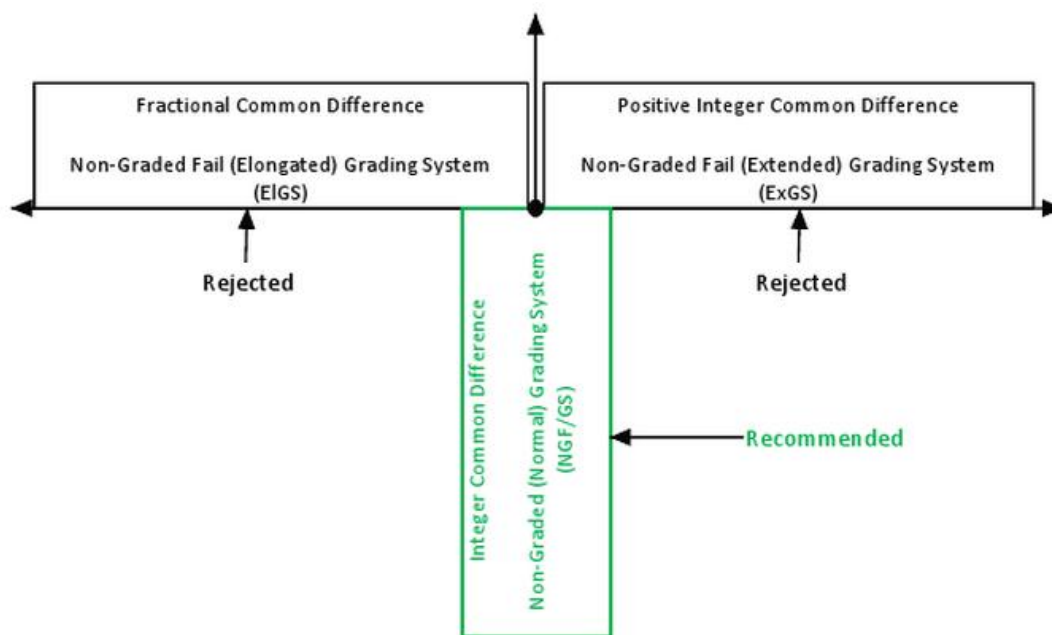 Fractional Common Difference
Non-Graded Fail (Elongated) Grading System
(ElGS)
Positive Integer Common Difference
Non-Graded Fail (Extended) Grading System
(ExGS)
Rejected
Rejected
Integer Common Difference
Non-Graded (Normal) Grading System
(NGF/GS)
Recommended